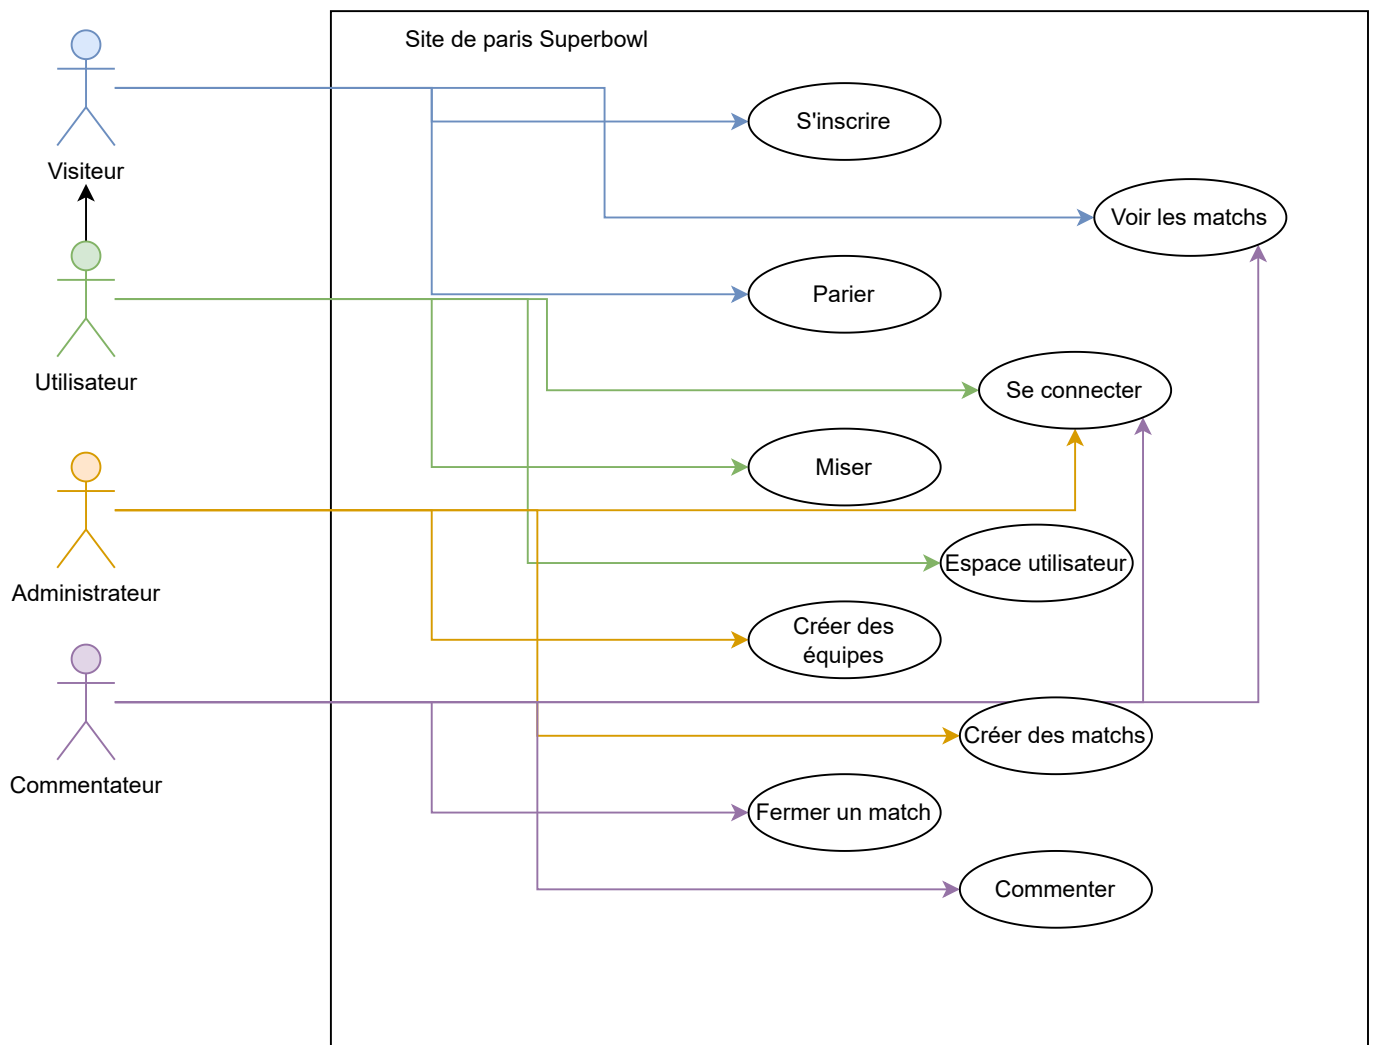 Site de paris Superbowl
S'inscrire
Visiteur
Voir les matchs
Parier
Utilisateur
Se connecter
Miser
Espace utilisateur
Administrateur
Créer des
équipes
Créer des matchs
Commentateur
Fermer un match
Commenter